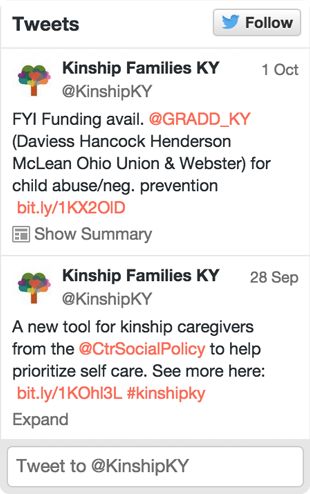 Tweets
Follow
Kinship Families KY
1 Oct
@KinshipKY
FYI Funding avail. @GRADD_KY
(Daviess Hancock Henderson
McLean Ohio Union & Webster) for
child abuse/neg. prevention
bit.ly/1KX2OlD
Show Summary
Kinship Families KY
28 Sep
@KinshipKY
A new tool for kinship caregivers
from the @CtrSocialPolicy to help
prioritize self care. See more here:
bit.ly/1KOhl3L #kinshipky
Expand
Tweet to @KinshipKY